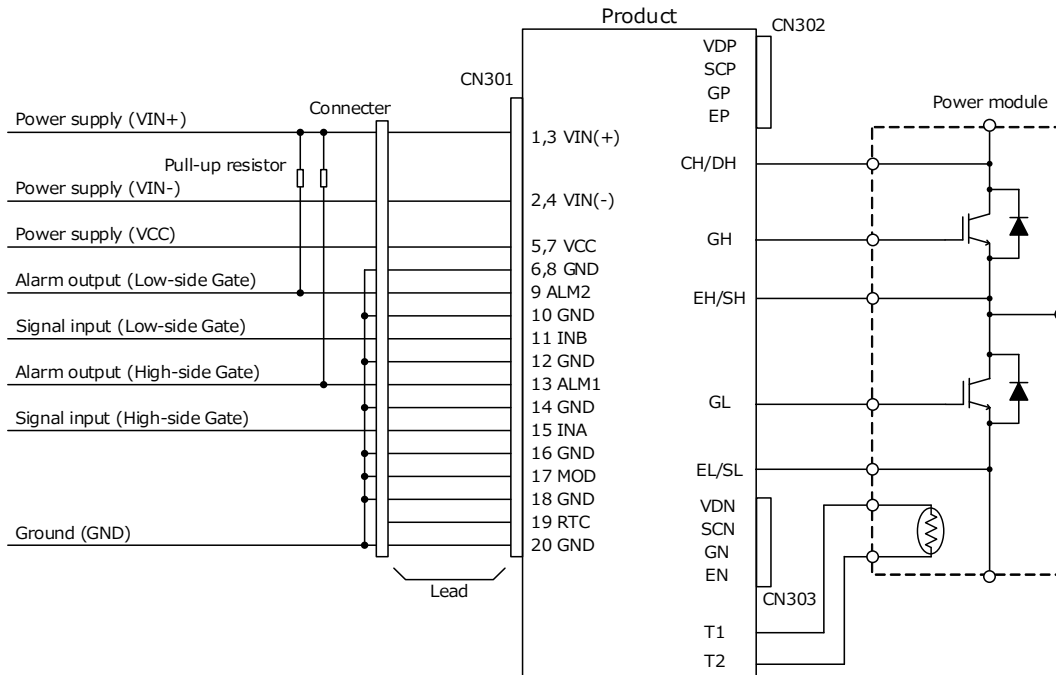 Product
CN302
VDP
SCP
GP
EP
CN301
Connecter
Power module
Power supply (VIN+)
1,3 VIN(+)
Pull-up resistor
CH/DH
Power supply (VIN-)
2,4 VIN(-)
Power supply (VCC)
5,7 VCC
GH
6,8 GND
Alarm output (Low-side Gate)
9 ALM2
EH/SH
10 GND
Signal input (Low-side Gate)
11 INB
12 GND
Alarm output (High-side Gate)
13 ALM1
GL
14 GND
Signal input (High-side Gate)
15 INA
16 GND
EL/SL
17 MOD
18 GND
VDN
19 RTC
SCN
Ground (GND)
20 GND
GN
EN
Lead
CN303
T1
T2